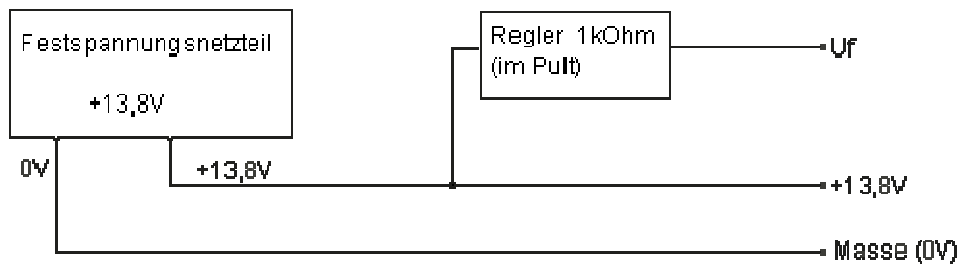 Festspannungsnetzteil
+13,8V
0V
+13,8V
Regler 1kOhm
(im Pult)
Uf
+13,8V
Masse (0V)